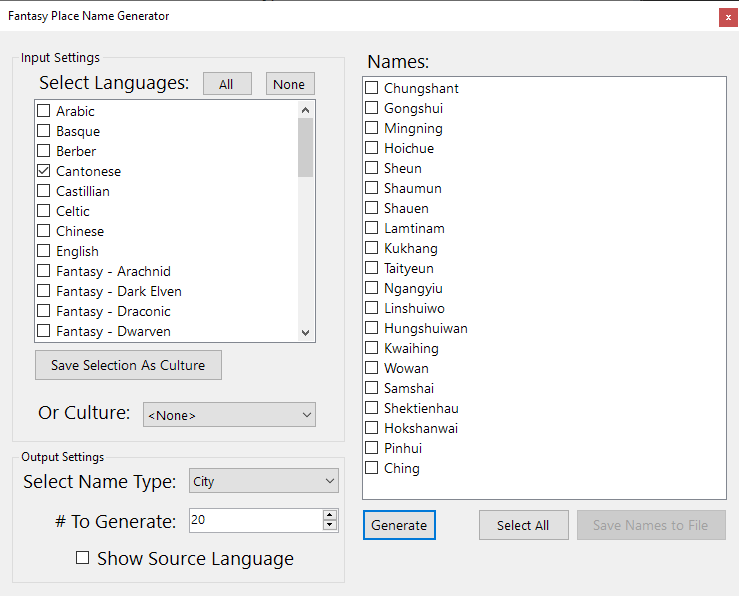 Fantasy Place Name Generator
x
Input Settings
Select Languages:
All
None
Arabic
Basque
Berber
Cantonese
Castillian
Celtic
Chinese
English
Fantasy - Arachnid
Fantasy - Dark Elven
Fantasy - Draconic
Fantasy - Dwarven
Save Selection As Culture
Or Culture:
<None>
Output Settings
Select Name Type:
City
# To Generate:
20
Show Source Language
Names:
Chungshant
Gongshui
Mingning
Hoichue
Sheun
Shaumun
Shauen
Lamtinam
Kukhang
Taityeun
Ngangyiu
Linshuiwo
Hungshuiwan
Kwaihing
Wowan
Samshai
Shektienhau
Hokshanwai
Pinhui
Ching
Generate
Select All
Save Names to File